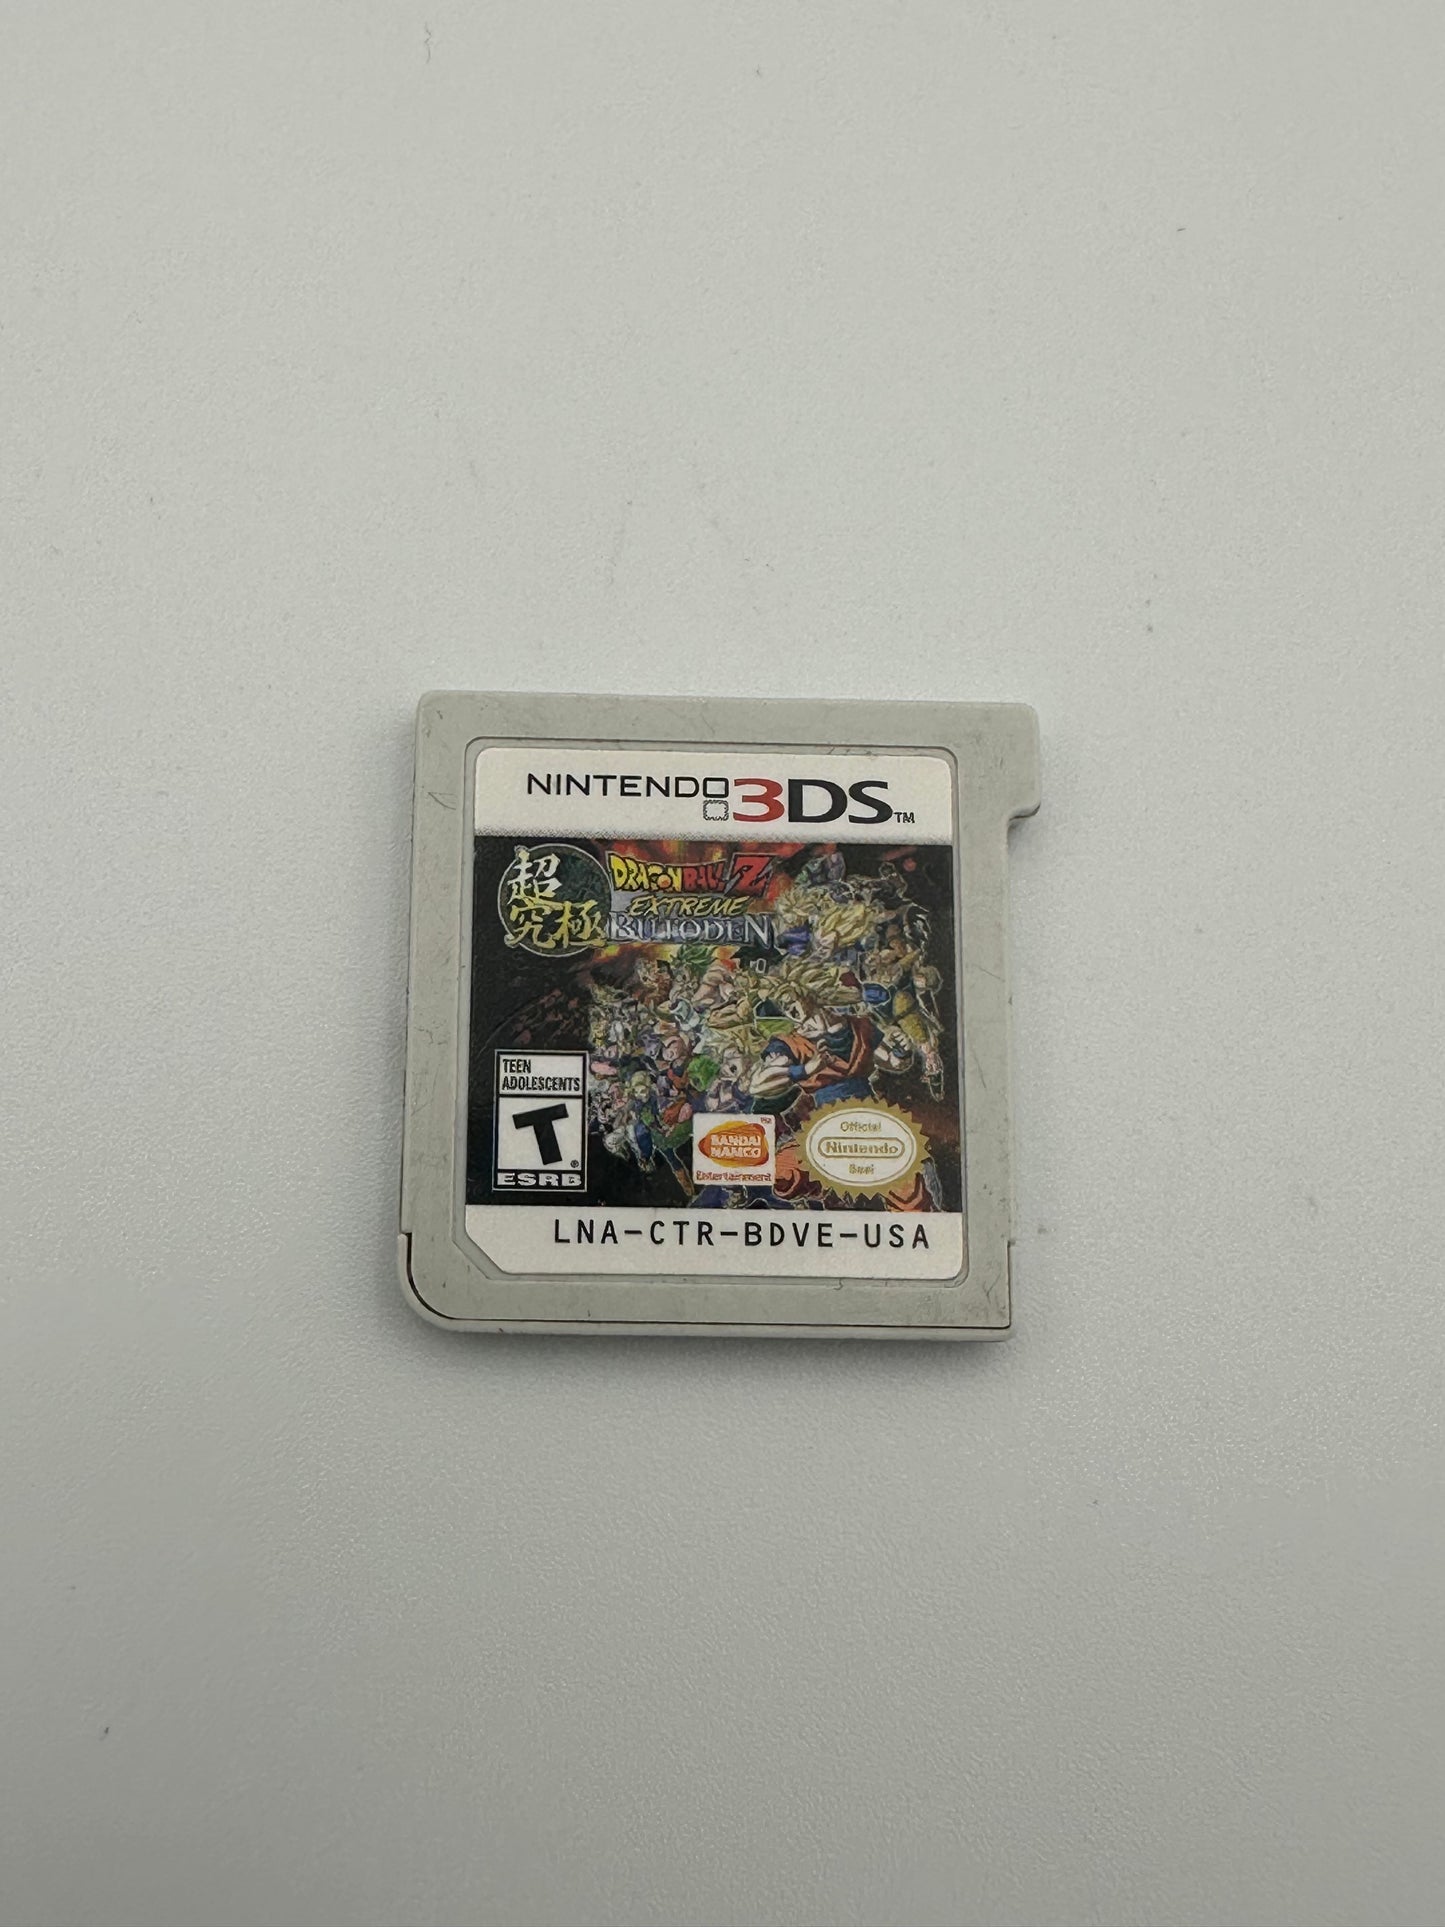 NINTENDO 3DS™
超
究極
DRAGON BALL Z
EXTREME
BUTODEN
TEEN
ADOLESCENTS
T®
ESRB
BANDAI
NAMCO
Entertainment
Official
Nintendo
Seal
LNA-CTR-BDVE-USA